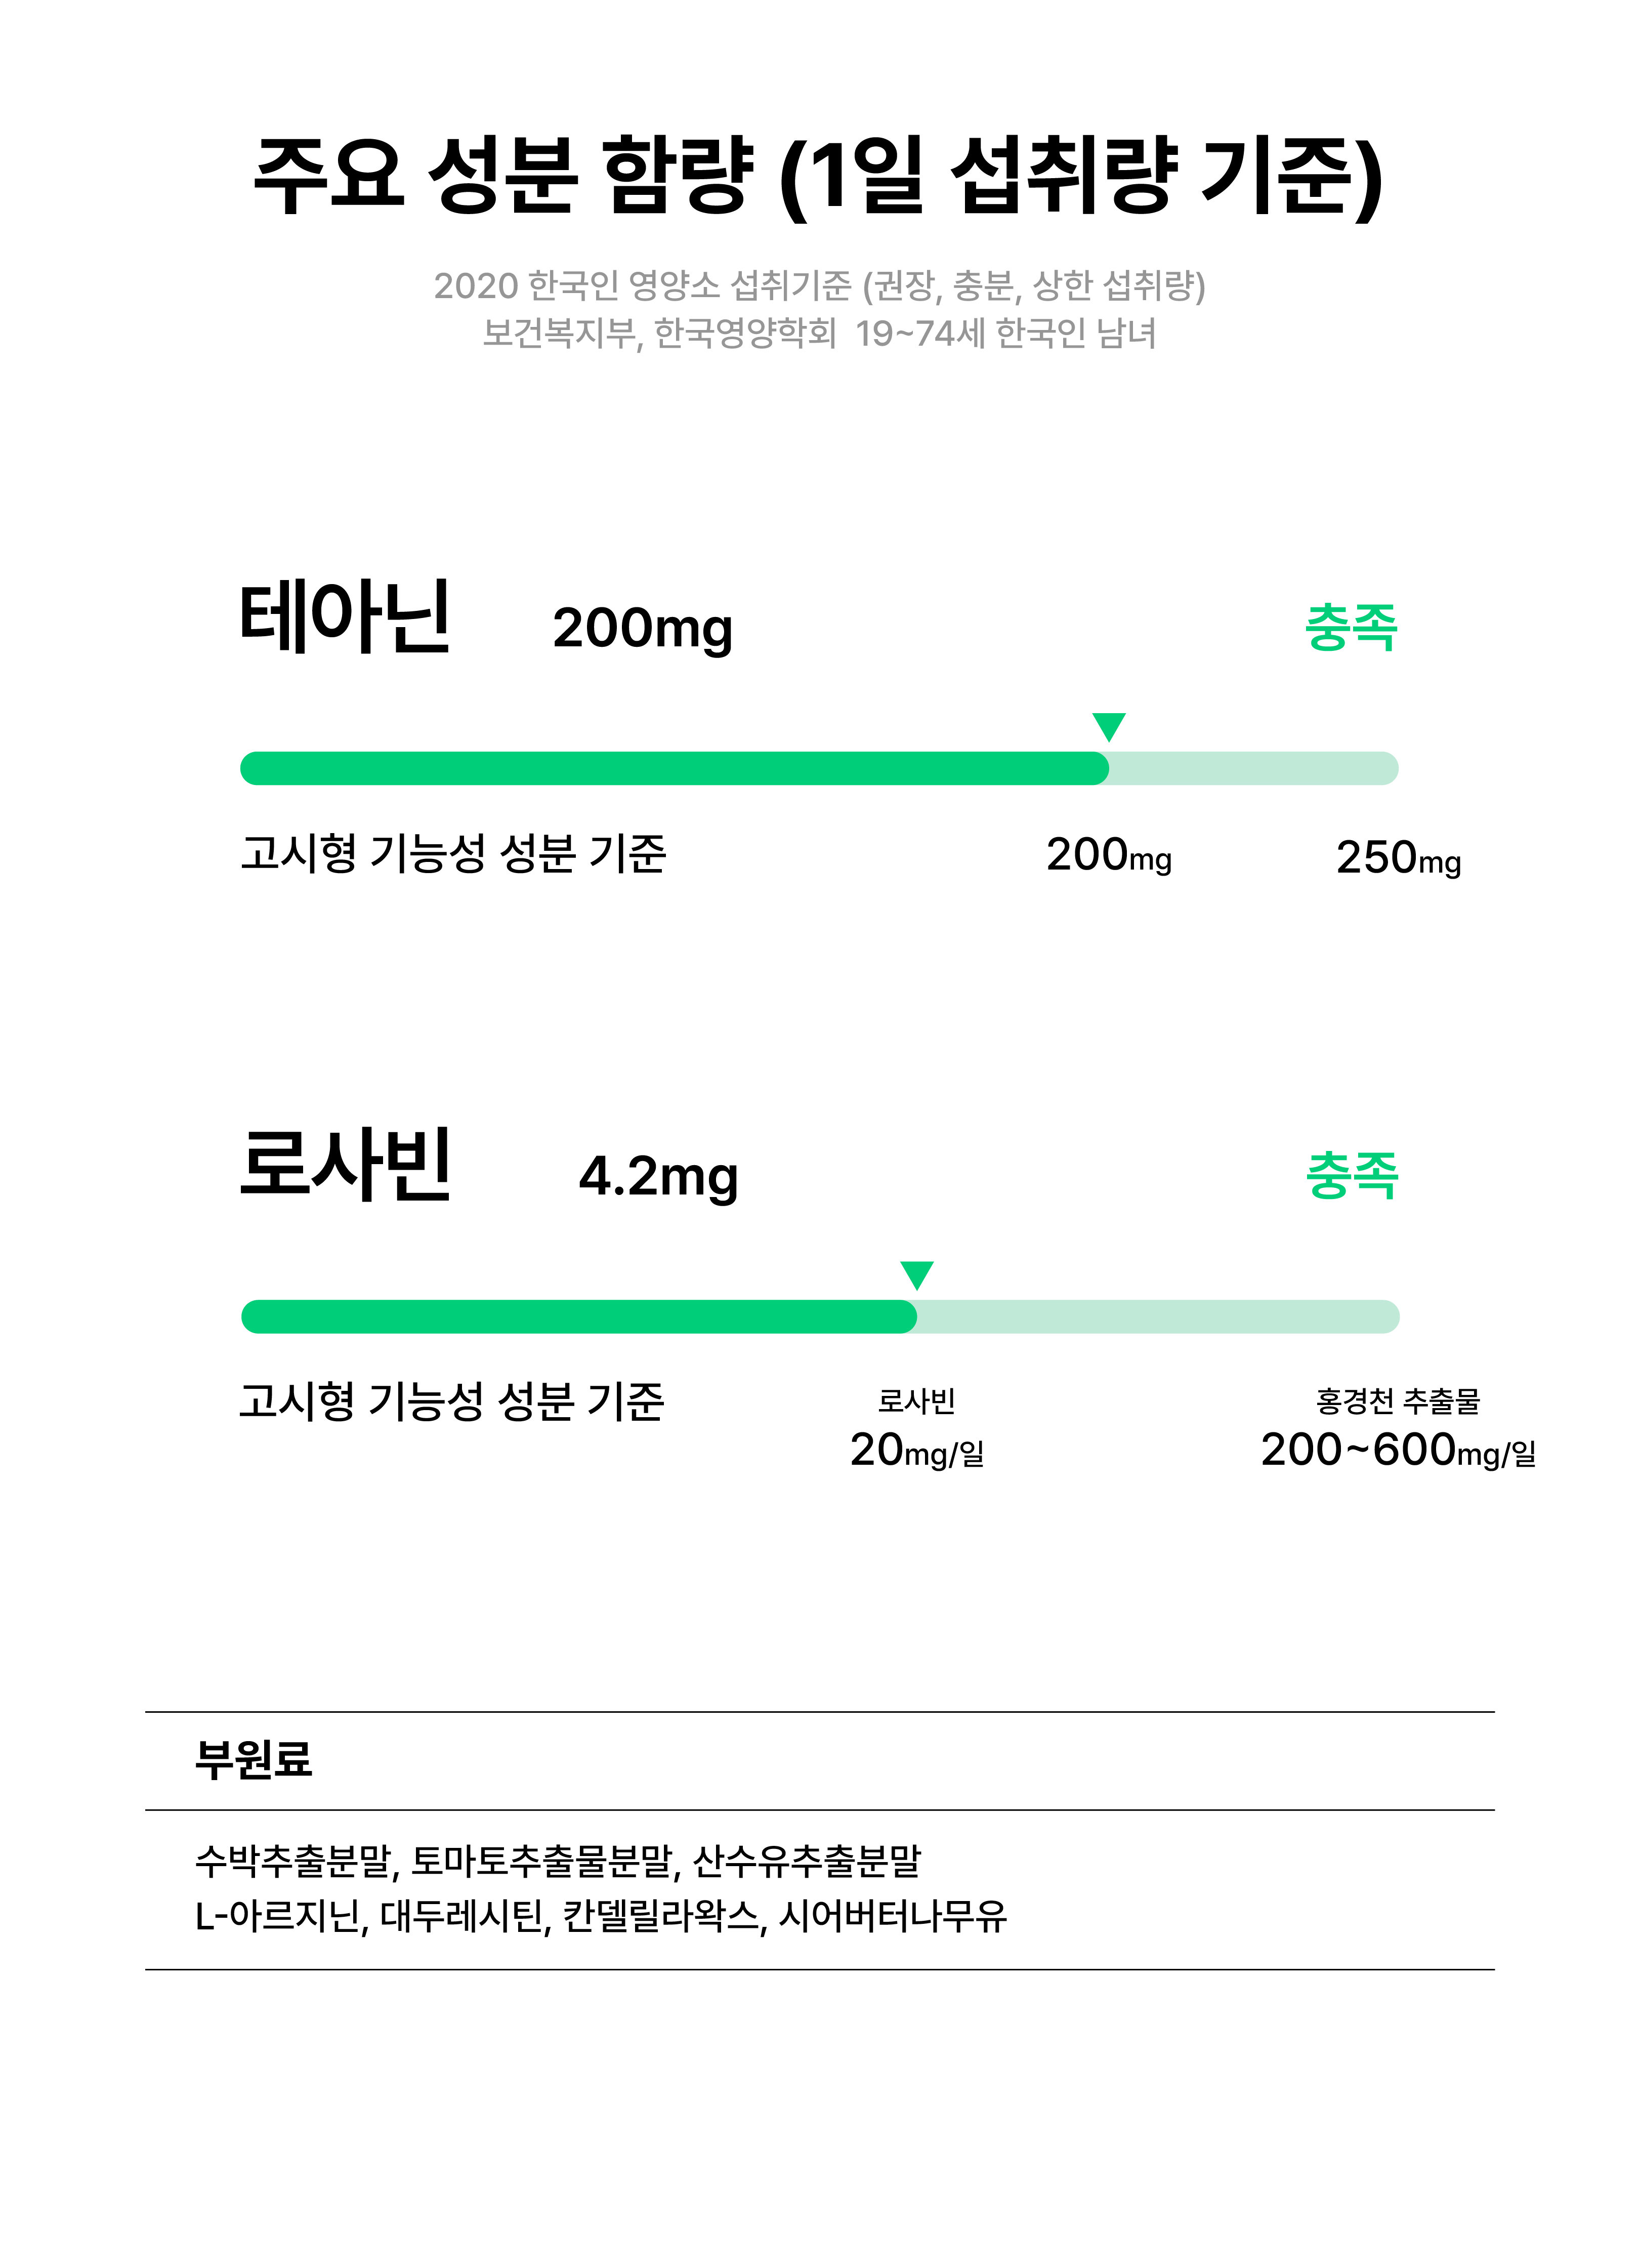 주요 성분 함량 (1일 섭취량 기준)
2020 한국인 영양소 섭취기준 (권장, 충분, 상한 섭취량)
보건복지부, 한국영양학회 19~74세 한국인 남녀
테아닌 200mg 충족
고시형 기능성 성분 기준 200mg 250mg
로사빈 4.2mg 충족
고시형 기능성 성분 기준 로사빈 홍경천 추출물
20mg/일 200~600mg/일
부원료
수박추출분말, 토마토추출물분말, 산수유추출분말
L-아르지닌, 대두레시틴, 칸델릴라왁스, 시어버터나무유